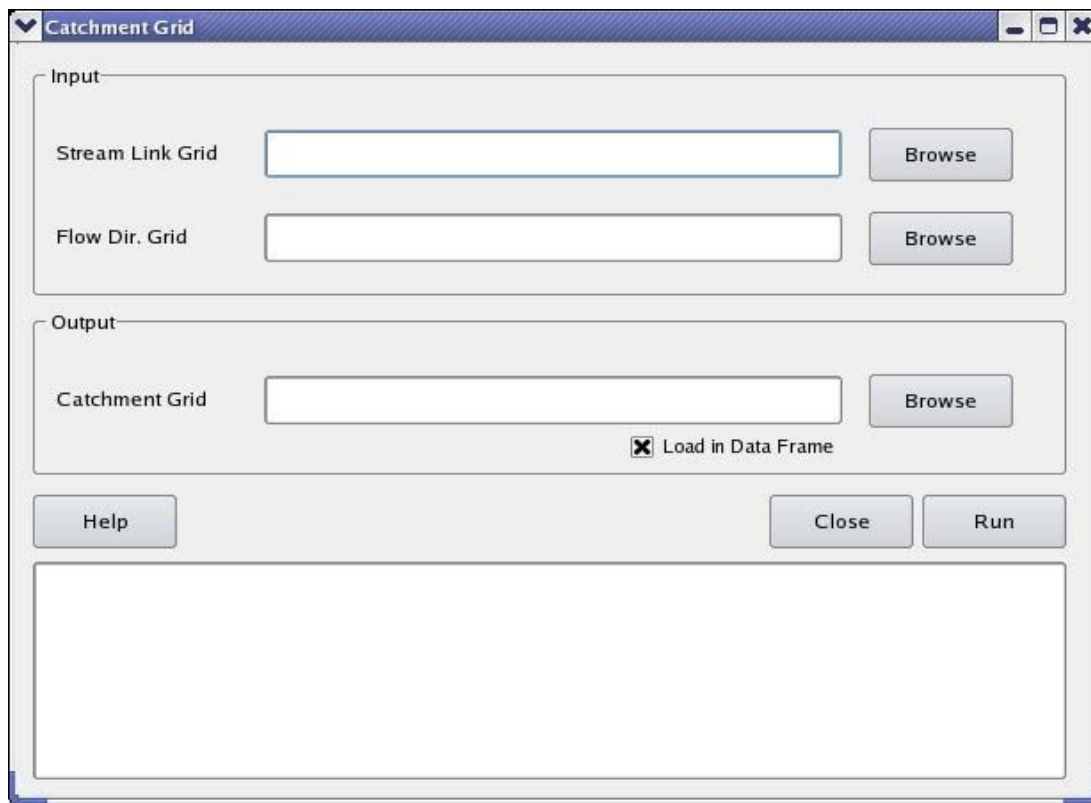 Catchment Grid
Input
Stream Link Grid
Browse
Flow Dir. Grid
Browse
Output
Catchment Grid
Browse
Load in Data Frame
Help
Close
Run